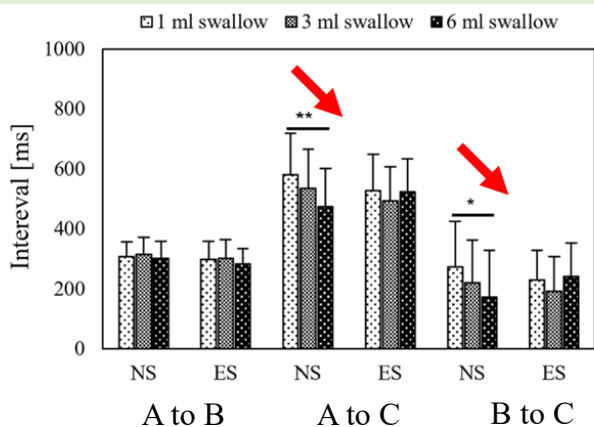 1 ml swallow 3 ml swallow 6 ml swallow
1000
800
600
400
200
0
Intereval [ms]
**
*
NS ES NS ES NS ES
A to B A to C B to C